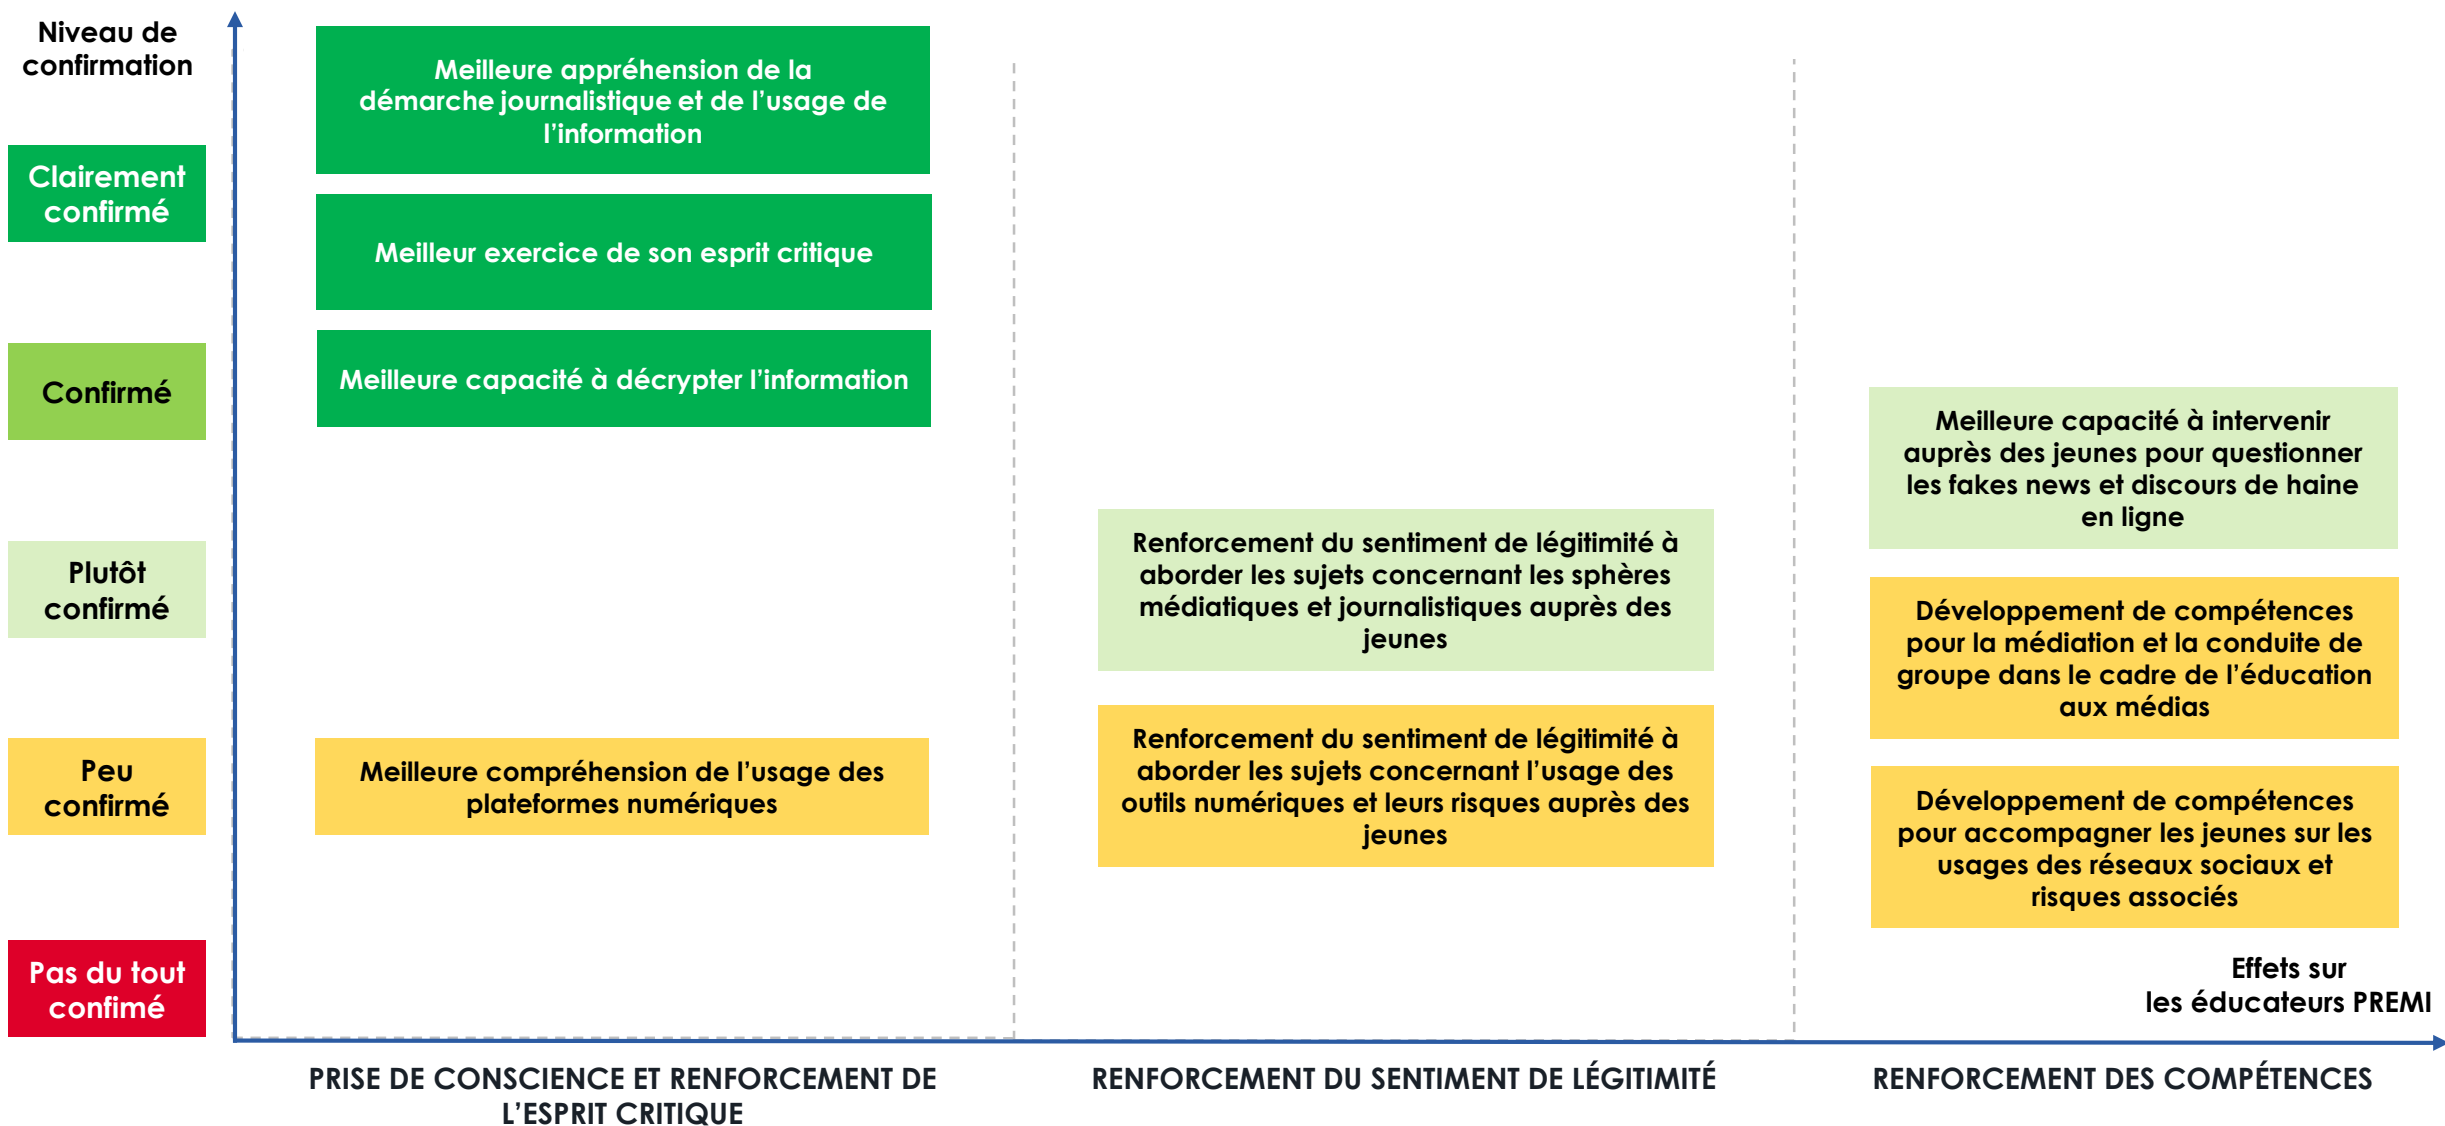 Niveau de
confirmation
Clairement
confirmé
Confirmé
Plutôt
confirmé
Peu
confirmé
Pas du tout
confimé
Meilleure appréhension de la
démarche journalistique et de l’usage de
l’information
Meilleur exercice de son esprit critique
Meilleure capacité à décrypter l’information
Meilleure compréhension de l’usage des
plateformes numériques
Renforcement du sentiment de légitimité à
aborder les sujets concernant les sphères
médiatiques et journalistiques auprès des
jeunes
Renforcement du sentiment de légitimité à
aborder les sujets concernant l’usage des
outils numériques et leurs risques auprès des
jeunes
Meilleure capacité à intervenir
auprès des jeunes pour questionner
les fakes news et discours de haine
en ligne
Développement de compétences
pour la médiation et la conduite de
groupe dans le cadre de l’éducation
aux médias
Développement de compétences
pour accompagner les jeunes sur les
usages des réseaux sociaux et
risques associés
Effets sur
les éducateurs PREMI
PRISE DE CONSCIENCE ET RENFORCEMENT DE
L’ESPRIT CRITIQUE
RENFORCEMENT DU SENTIMENT DE LÉGITIMITÉ
RENFORCEMENT DES COMPÉTENCES